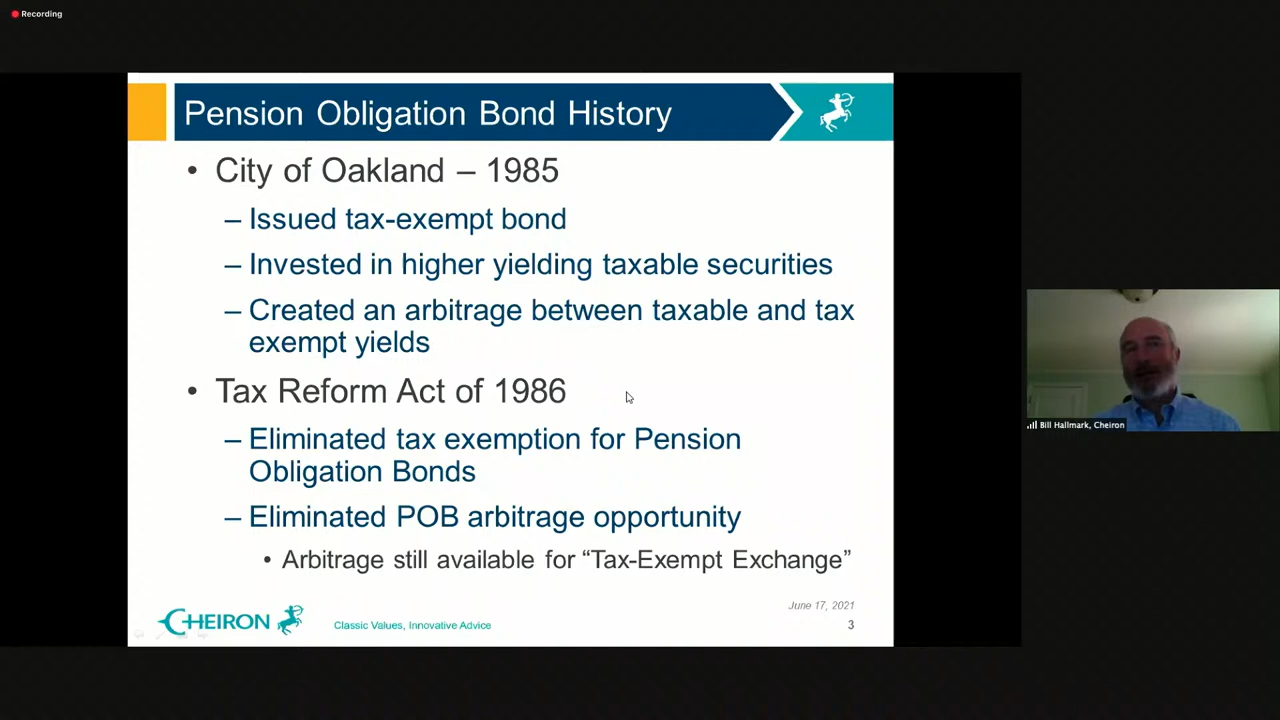 Recording
Pension Obligation Bond History
• City of Oakland – 1985
– Issued tax-exempt bond
– Invested in higher yielding taxable securities
– Created an arbitrage between taxable and tax
exempt yields
• Tax Reform Act of 1986
– Eliminated tax exemption for Pension
Obligation Bonds
– Eliminated POB arbitrage opportunity
• Arbitrage still available for “Tax-Exempt Exchange”
June 17, 2021
CHEIRON
Classic Values, Innovative Advice
3
Bill Hallmark, Cheiron